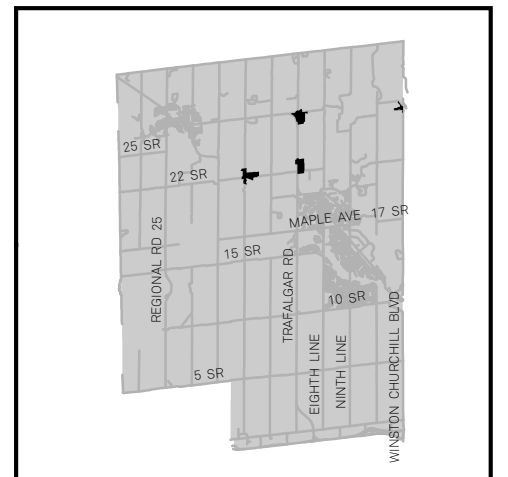 25 SR
22 SR
MAPLE AVE
17 SR
REGIONAL RD 25
15 SR
TRAFALGAR RD
10 SR
WINSTON CHURCHILL BLVD
EIGHTH LINE
NINTH LINE
5 SR